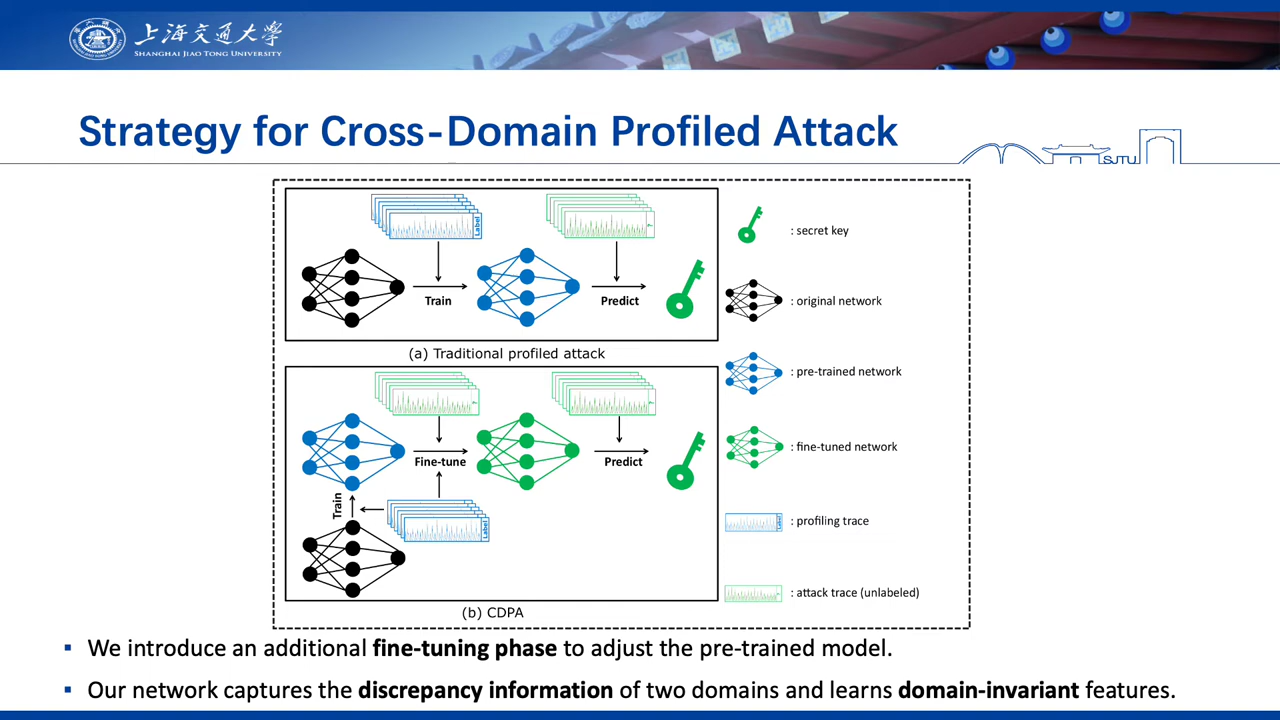 上海交通大学
SHANGHAI JIAO TONG UNIVERSITY
Strategy for Cross-Domain Profiled Attack
SJTU
Label
Train
Predict
(a) Traditional profiled attack
Fine-tune
Predict
Train
Label
(b) CDPA
: secret key
: original network
: pre-trained network
: fine-tuned network
Label
: profiling trace
: attack trace (unlabeled)
▪ We introduce an additional fine-tuning phase to adjust the pre-trained model.
▪ Our network captures the discrepancy information of two domains and learns domain-invariant features.